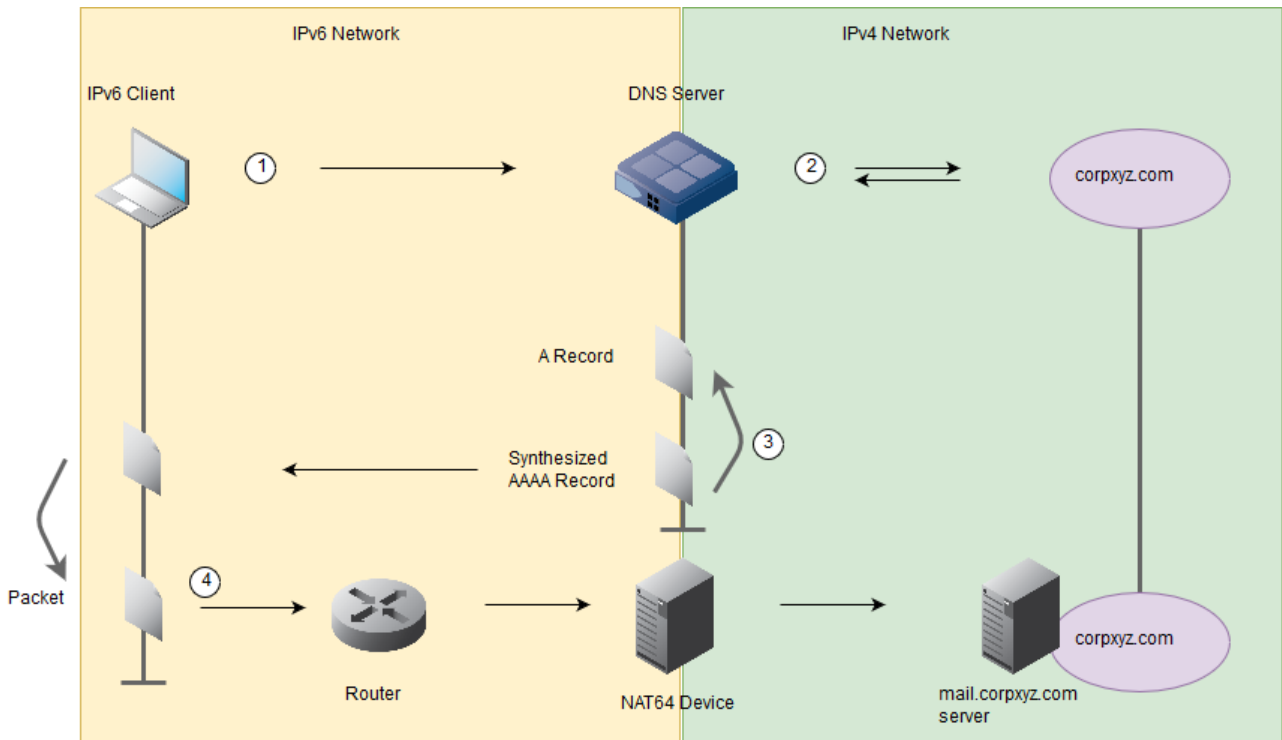 IPv6 Network
IPv4 Network
IPv6 Client
DNS Server
1
2
corpxyz.com
A Record
3
Synthesized
AAAA Record
4
Packet
corpxyz.com
Router
NAT64 Device
mail.corpxyz.com
server